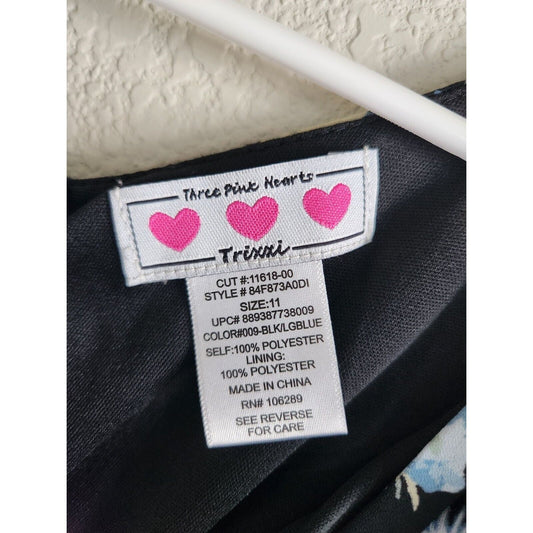 Three Pink Hearts
Trixxi
CUT #:11618-00
STYLE # 84F873A0DI
SIZE:11
UPC# 889387738009
COLOR#009-BLK/LGBLUE
SELF:100% POLYESTER
LINING:
100% POLYESTER
MADE IN CHINA
RN# 106289
SEE REVERSE
FOR CARE